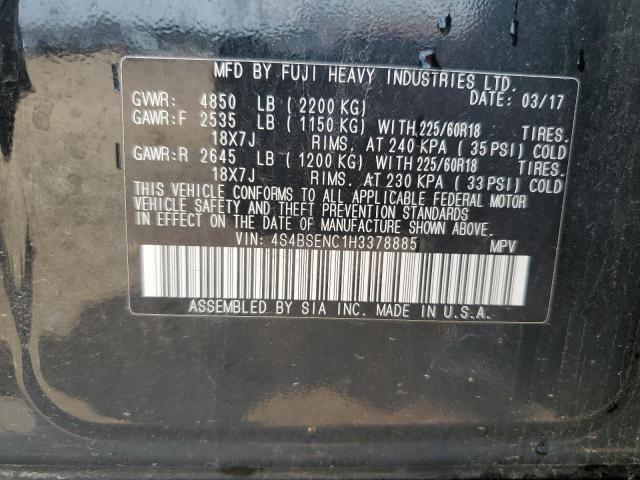 MFD BY FUJI HEAVY INDUSTRIES LTD.
GVWR: 4850 LB (2200 KG) DATE: 03/17
GAWR:F 2535 LB (1150 KG) WITH 225/60R18 TIRES.
18X7J RIMS. AT 240 KPA (35 PSI) COLD
GAWR:R 2645 LB (1200 KG) WITH 225/60R18 TIRES.
18X7J RIMS. AT 230 KPA (33 PSI) COLD
THIS VEHICLE CONFORMS TO ALL APPLICABLE FEDERAL MOTOR
VEHICLE SAFETY AND THEFT PREVENTION STANDARDS
IN EFFECT ON THE DATE OF MANUFACTURE SHOWN ABOVE.
VIN: 4S4BSENC1H3378885 MPV
ASSEMBLED BY SIA INC. MADE IN U.S.A.